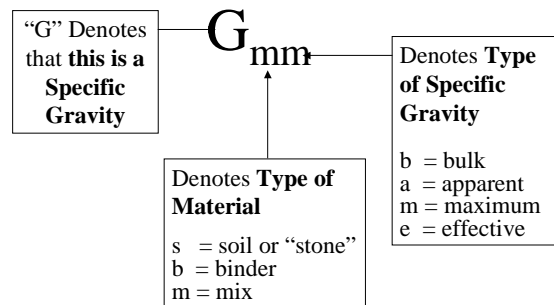 “G” Denotes
that this is a
Specific
Gravity
Gmm
Denotes Type
of Specific
Gravity
b = bulk
a = apparent
m = maximum
e = effective
Denotes Type of
Material
s = soil or “stone”
b = binder
m = mix